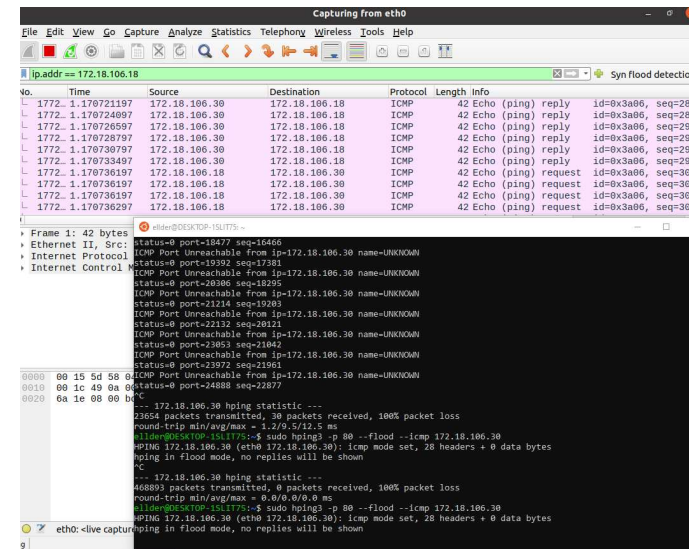 Capturing from eth0
File Edit View Go Capture Analyze Statistics Telephony Wireless Tools Help
ip.addr == 172.18.106.18
Syn flood detectio
No. Time Source Destination Protocol Length Info
1772… 1.170721197 172.18.106.30 172.18.106.18 ICMP 42 Echo (ping) reply id=0x3a06, seq=28
1772… 1.170724097 172.18.106.30 172.18.106.18 ICMP 42 Echo (ping) reply id=0x3a06, seq=28
1772… 1.170726597 172.18.106.30 172.18.106.18 ICMP 42 Echo (ping) reply id=0x3a06, seq=29
1772… 1.170728797 172.18.106.30 172.18.106.18 ICMP 42 Echo (ping) reply id=0x3a06, seq=29
1772… 1.170730797 172.18.106.30 172.18.106.18 ICMP 42 Echo (ping) reply id=0x3a06, seq=29
1772… 1.170733497 172.18.106.30 172.18.106.18 ICMP 42 Echo (ping) reply id=0x3a06, seq=29
1772… 1.170736197 172.18.106.18 172.18.106.30 ICMP 42 Echo (ping) request id=0x3a06, seq=30
1772… 1.170736197 172.18.106.18 172.18.106.30 ICMP 42 Echo (ping) request id=0x3a06, seq=30
1772… 1.170736197 172.18.106.18 172.18.106.30 ICMP 42 Echo (ping) request id=0x3a06, seq=30
1772… 1.170736297 172.18.106.18 172.18.106.30 ICMP 42 Echo (ping) request id=0x3a06, seq=30
Frame 1: 42 bytes
Ethernet II, Src:
Internet Protocol
Internet Control M
0000 00 15 5d 58 0
0010 00 1c 49 0a 0
0020 6a 1e 08 00 b
eth0: <live captur
ellder@DESKTOP-1SLIT75: ~
status=0 port=18477 seq=16466
ICMP Port Unreachable from ip=172.18.106.30 name=UNKNOWN
status=0 port=19392 seq=17381
ICMP Port Unreachable from ip=172.18.106.30 name=UNKNOWN
status=0 port=20306 seq=18295
ICMP Port Unreachable from ip=172.18.106.30 name=UNKNOWN
status=0 port=21214 seq=19203
ICMP Port Unreachable from ip=172.18.106.30 name=UNKNOWN
status=0 port=22132 seq=20121
ICMP Port Unreachable from ip=172.18.106.30 name=UNKNOWN
status=0 port=23053 seq=21042
ICMP Port Unreachable from ip=172.18.106.30 name=UNKNOWN
status=0 port=23972 seq=21961
ICMP Port Unreachable from ip=172.18.106.30 name=UNKNOWN
status=0 port=24888 seq=22877
^C
--- 172.18.106.30 hping statistic ---
23654 packets transmitted, 30 packets received, 100% packet loss
round-trip min/avg/max = 1.2/9.5/12.5 ms
ellder@DESKTOP-1SLIT75:~$ sudo hping3 -p 80 --flood --icmp 172.18.106.30
HPING 172.18.106.30 (eth0 172.18.106.30): icmp mode set, 28 headers + 0 data bytes
hping in flood mode, no replies will be shown
^C
--- 172.18.106.30 hping statistic ---
468893 packets transmitted, 0 packets received, 100% packet loss
round-trip min/avg/max = 0.0/0.0/0.0 ms
ellder@DESKTOP-1SLIT75:~$ sudo hping3 -p 80 --flood --icmp 172.18.106.30
HPING 172.18.106.30 (eth0 172.18.106.30): icmp mode set, 28 headers + 0 data bytes
hping in flood mode, no replies will be shown